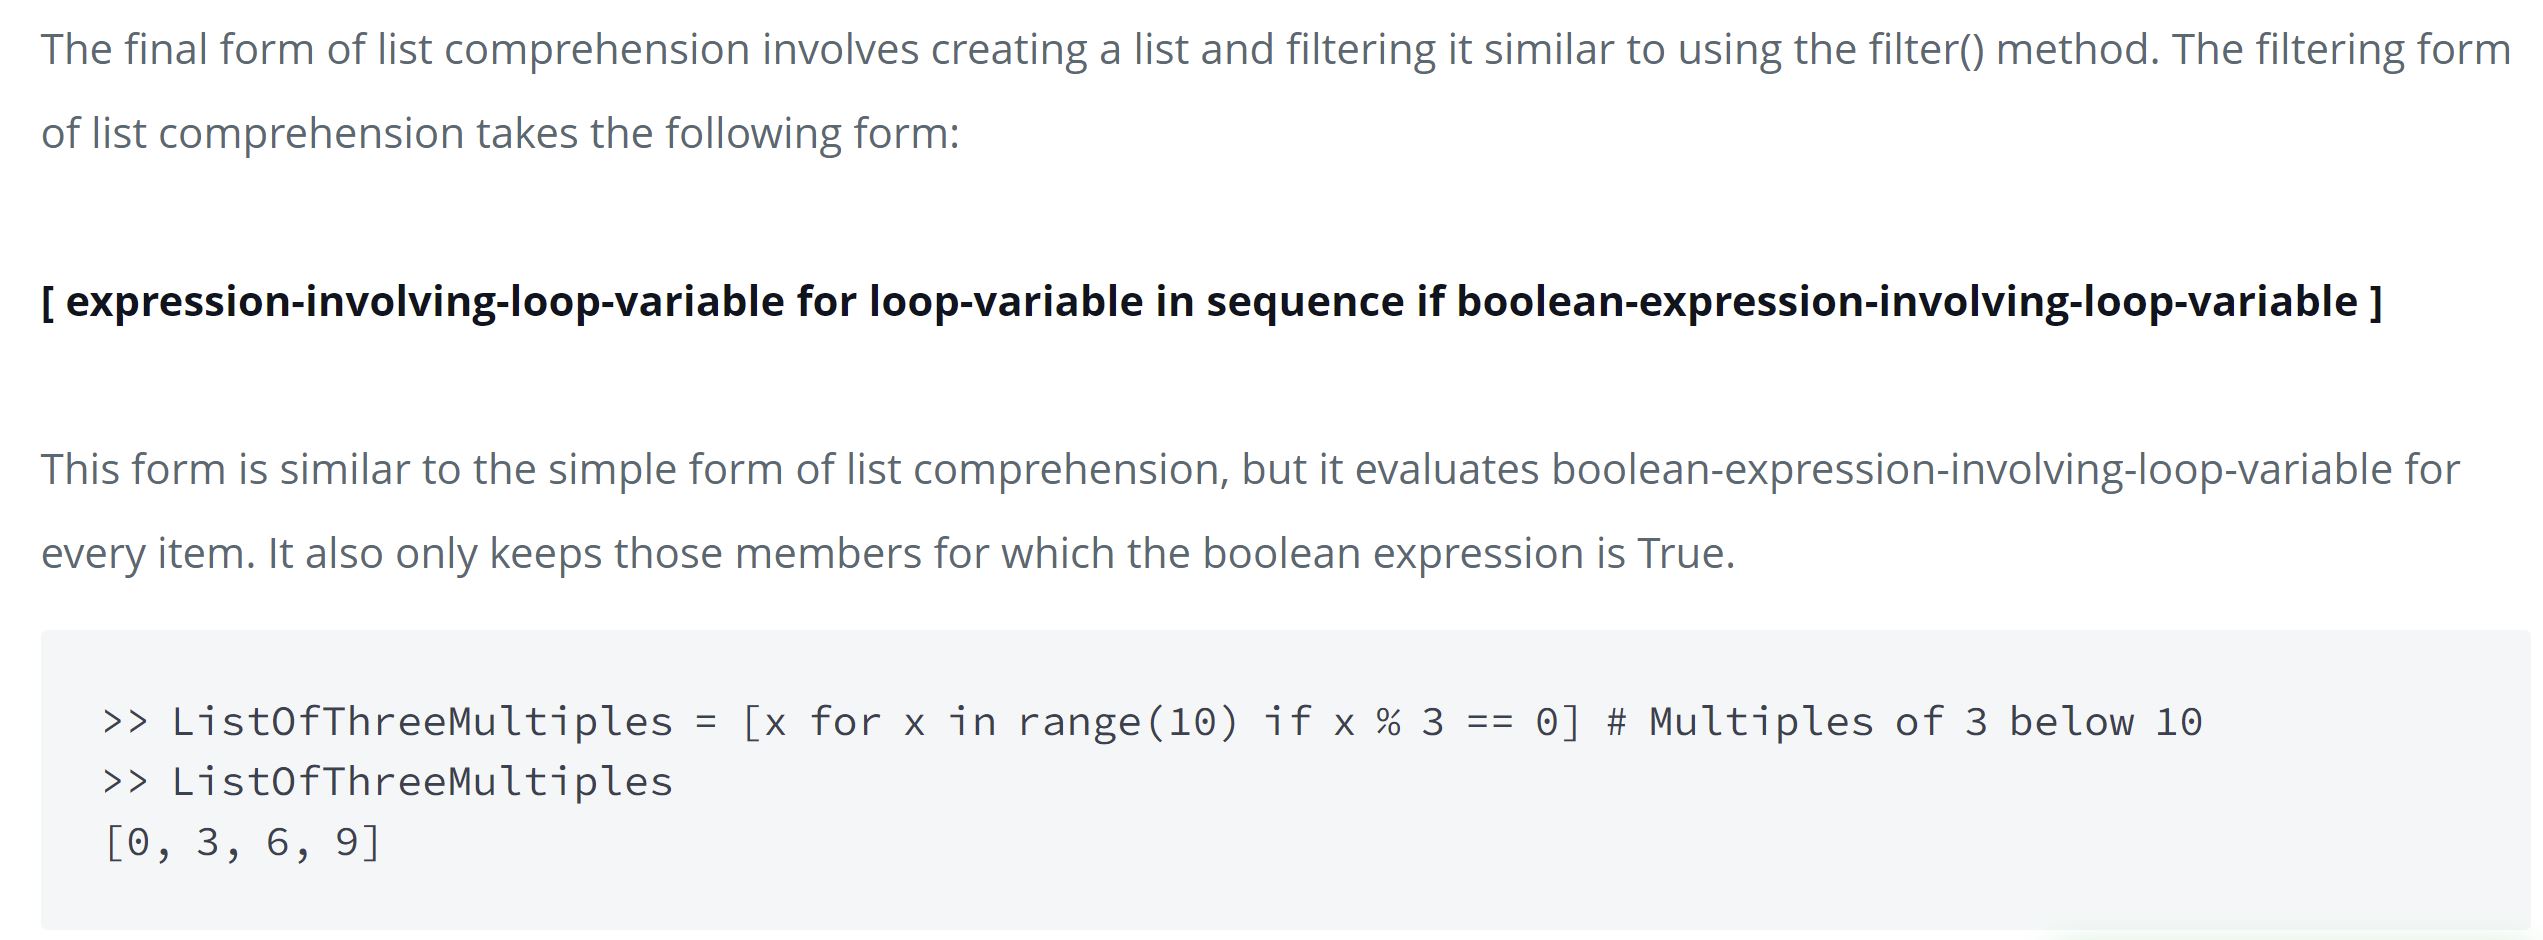 The final form of list comprehension involves creating a list and filtering it similar to using the filter() method. The filtering form
of list comprehension takes the following form:
[ expression-involving-loop-variable for loop-variable in sequence if boolean-expression-involving-loop-variable ]
This form is similar to the simple form of list comprehension, but it evaluates boolean-expression-involving-loop-variable for
every item. It also only keeps those members for which the boolean expression is True.
>> ListOfThreeMultiples = [x for x in range(10) if x % 3 == 0] # Multiples of 3 below 10
>> ListOfThreeMultiples
[0, 3, 6, 9]